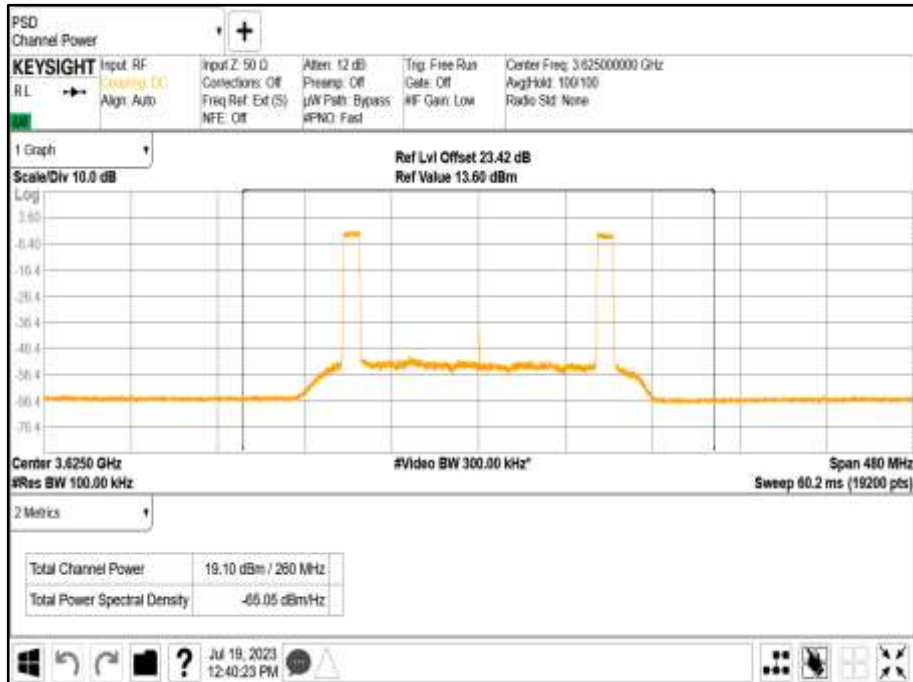 PSD
Channel Power
+
KEYSIGHT
RL
Input: RF
Coupling: DC
Align: Auto
Input Z: 50 Ω
Corrections: Off
Freq Ref: Ext (S)
NFE: Off
Atten: 12 dB
Preamp: Off
µW Path: Bypass
#PNO: Fast
Trig: Free Run
Gate: Off
#IF Gain: Low
Center Freq: 3.625000000 GHz
Avg|Hold: 100/100
Radio Std: None
1 Graph
Scale/Div 10.0 dB
Ref Lvl Offset 23.42 dB
Ref Value 13.60 dBm
Log
3.60
-6.40
-16.4
-26.4
-36.4
-46.4
-56.4
-66.4
-76.4
Center 3.6250 GHz
#Video BW 300.00 kHz*
Span 480 MHz
#Res BW 100.00 kHz
Sweep 60.2 ms (19200 pts)
2 Metrics
Total Channel Power 19.10 dBm / 260 MHz
Total Power Spectral Density -65.05 dBm/Hz
?
Jul 19, 2023
12:40:23 PM